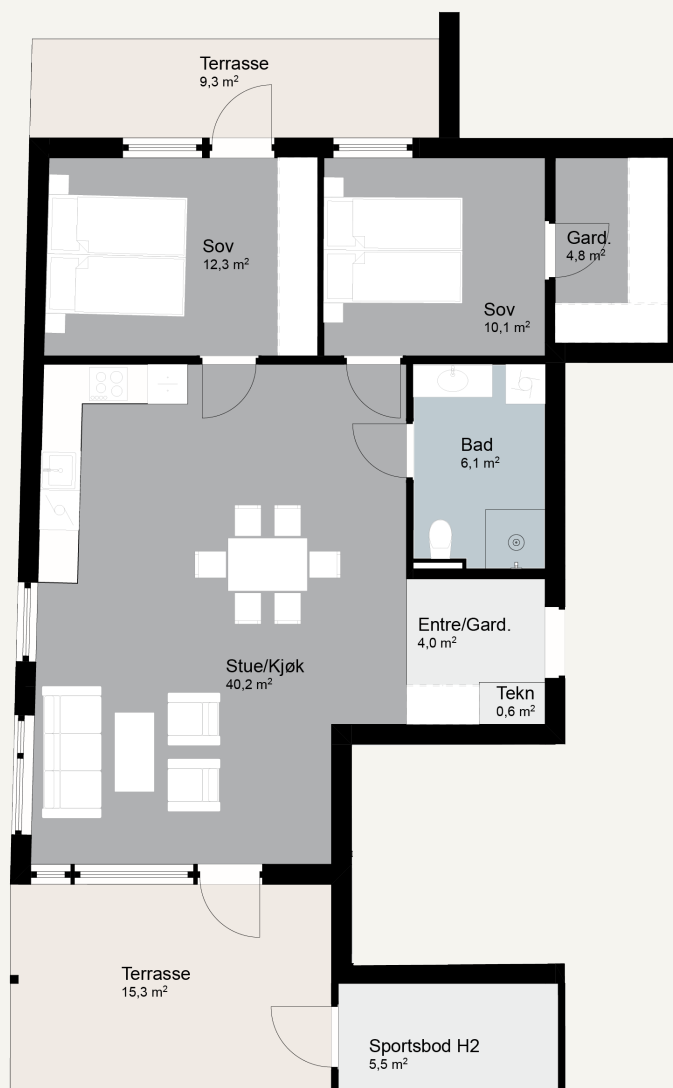 Terrasse
9,3 m²
Sov
12,3 m²
Gard.
4,8 m²
Sov
10,1 m²
Bad
6,1 m²
Entre/Gard.
4,0 m²
Stue/Kjøk
40,2 m²
Tekn
0,6 m²
Terrasse
15,3 m²
Sportsbod H2
5,5 m²